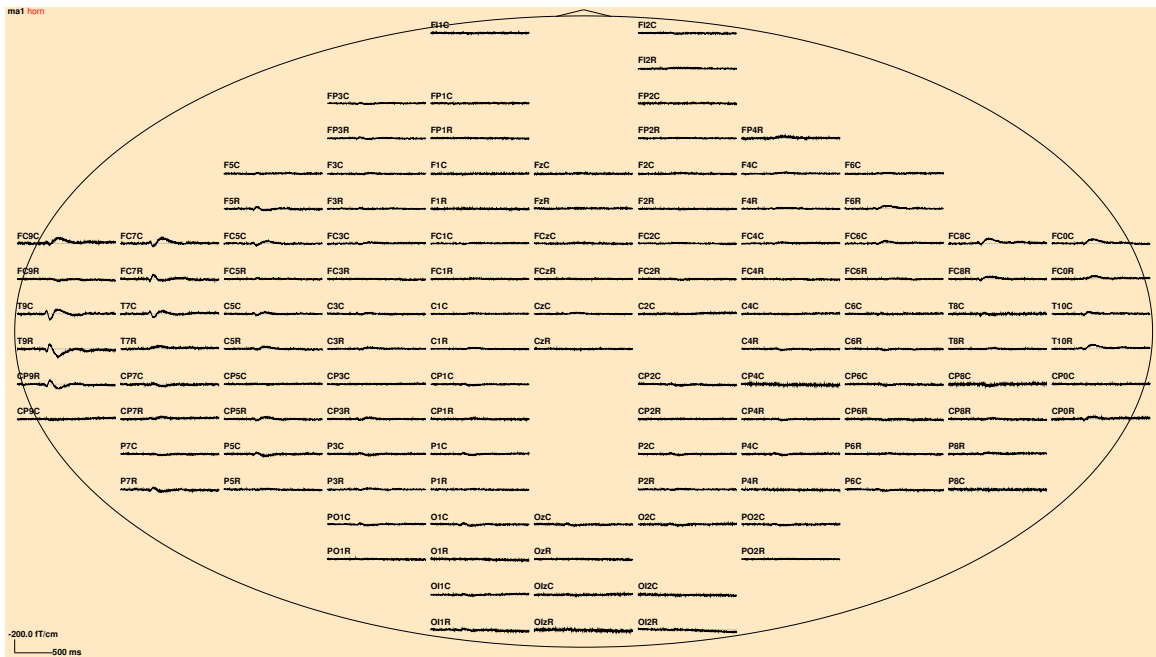 ma1 horn
FI1C FI2C
FI2R
FP3C FP1C FP2C
FP3R FP1R FP2R FP4R
F5C F3C F1C FzC F2C F4C F6C
F5R F3R F1R FzR F2R F4R F6R
FC9C FC7C FC5C FC3C FC1C FCzC FC2C FC4C FC6C FC8C FC0C
FC9R FC7R FC5R FC3R FC1R FCzR FC2R FC4R FC6R FC8R FC0R
T9C T7C C5C C3C C1C CzC C2C C4C C6C T8C T10C
T9R T7R C5R C3R C1R CzR C4R C6R T8R T10R
CP9R CP7C CP5C CP3C CP1C CP2C CP4C CP6C CP8C CP0C
CP9C CP7R CP5R CP3R CP1R CP2R CP4R CP6R CP8R CP0R
P7C P5C P3C P1C P2C P4C P6R P8R
P7R P5R P3R P1R P2R P4R P6C P8C
PO1C O1C OzC O2C PO2C
PO1R O1R OzR PO2R
OI1C OIzC OI2C
OI1R OIzR OI2R
-200.0 fT/cm
500 ms